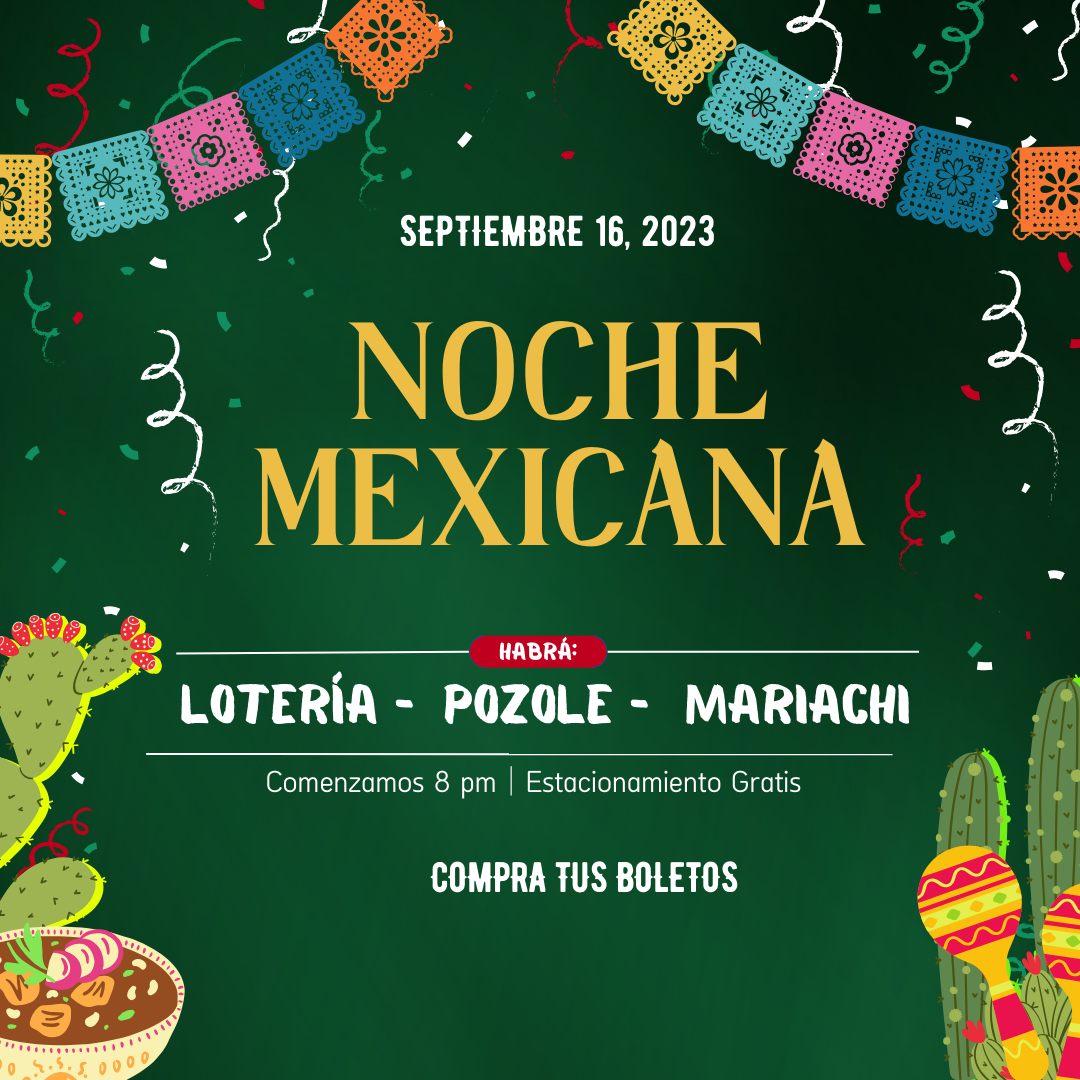 SEPTIEMBRE 16, 2023
NOCHE
MEXICANA
HABRÁ:
LOTERÍA - POZOLE - MARIACHI
Comenzamos 8 pm | Estacionamiento Gratis
COMPRA TUS BOLETOS